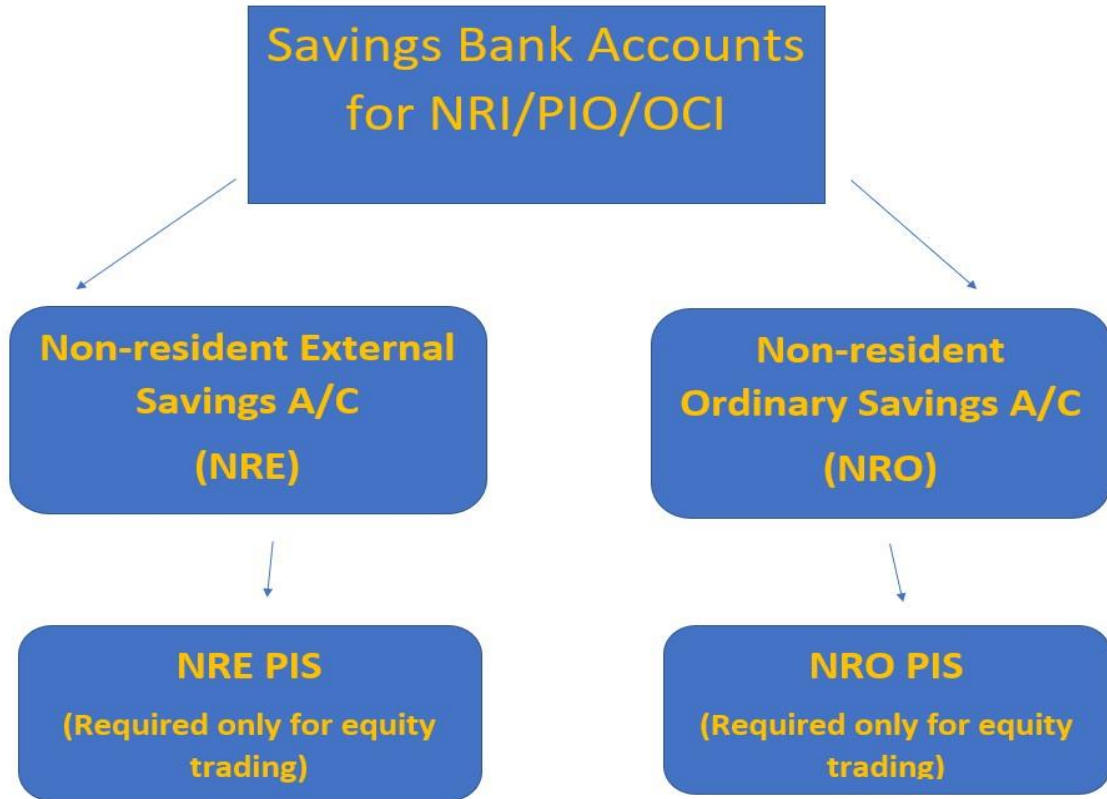 Savings Bank Accounts
for NRI/PIO/OCI
Non-resident External
Savings A/C
(NRE)
Non-resident
Ordinary Savings A/C
(NRO)
NRE PIS
(Required only for equity
trading)
NRO PIS
(Required only for equity
trading)